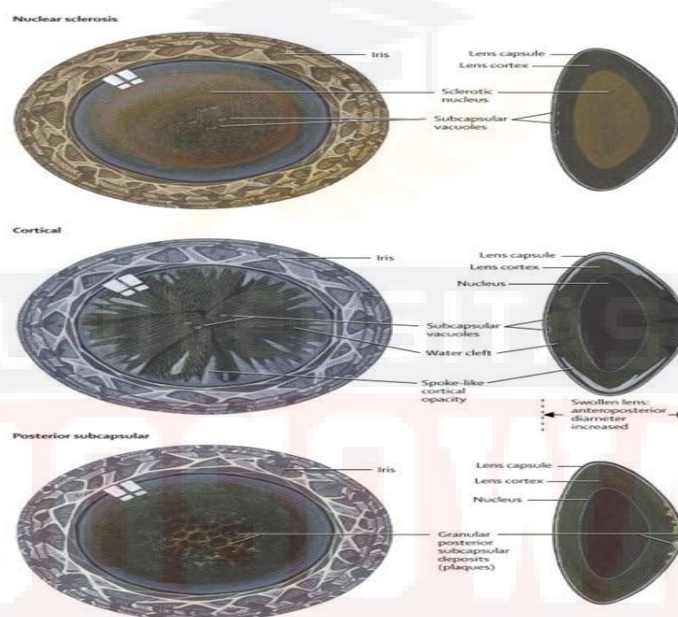 Nuclear sclerosis
Iris
Lens capsule
Lens cortex
Sclerotic
nucleus
Subcapsular
vacuoles
Cortical
Iris
Lens capsule
Lens cortex
Nucleus
Subcapsular
vacuoles
Water cleft
Spoke-like
cortical
opacity
Swollen lens:
anteroposterior
diameter
increased
Posterior subcapsular
Iris
Lens capsule
Lens cortex
Nucleus
Granular
posterior
subcapsular
deposits
(plaques)